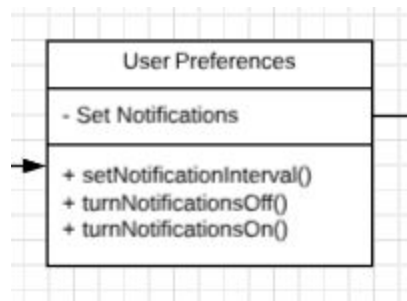 User Preferences
- Set Notifications
+ setNotificationInterval()
+ turnNotificationsOff()
+ turnNotificationsOn()